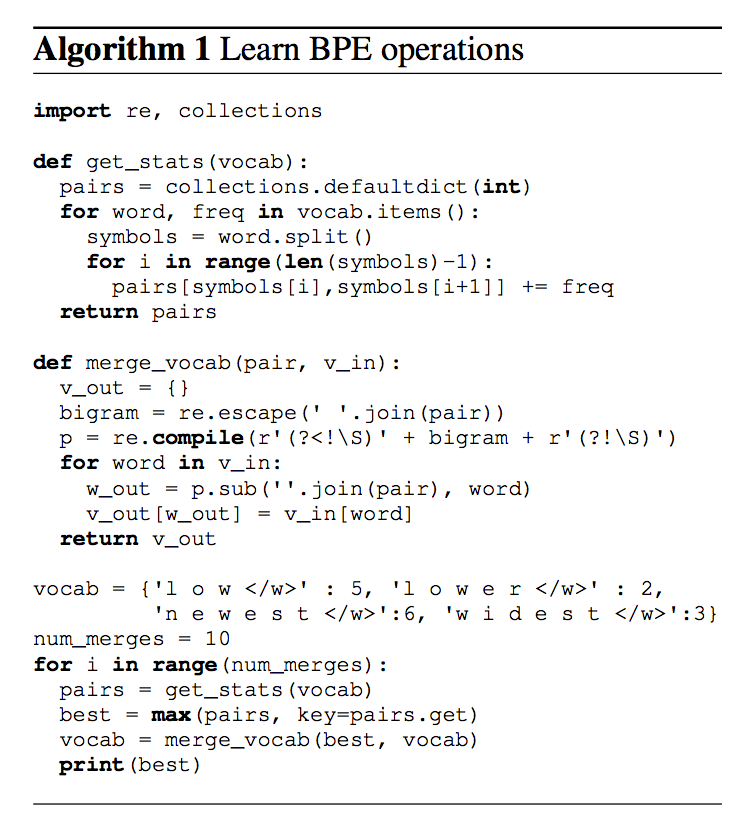 Algorithm 1 Learn BPE operations
import re, collections
def get_stats(vocab):
  pairs = collections.defaultdict(int)
  for word, freq in vocab.items():
    symbols = word.split()
    for i in range(len(symbols)-1):
      pairs[symbols[i],symbols[i+1]] += freq
  return pairs
def merge_vocab(pair, v_in):
  v_out = {}
  bigram = re.escape(' '.join(pair))
  p = re.compile(r'(?<!\S)' + bigram + r'(?!\S)')
  for word in v_in:
    w_out = p.sub(''.join(pair), word)
    v_out[w_out] = v_in[word]
  return v_out
vocab = {'l o w </w>' : 5, 'l o w e r </w>' : 2,
         'n e w e s t </w>':6, 'w i d e s t </w>':3}
num_merges = 10
for i in range(num_merges):
  pairs = get_stats(vocab)
  best = max(pairs, key=pairs.get)
  vocab = merge_vocab(best, vocab)
  print(best)